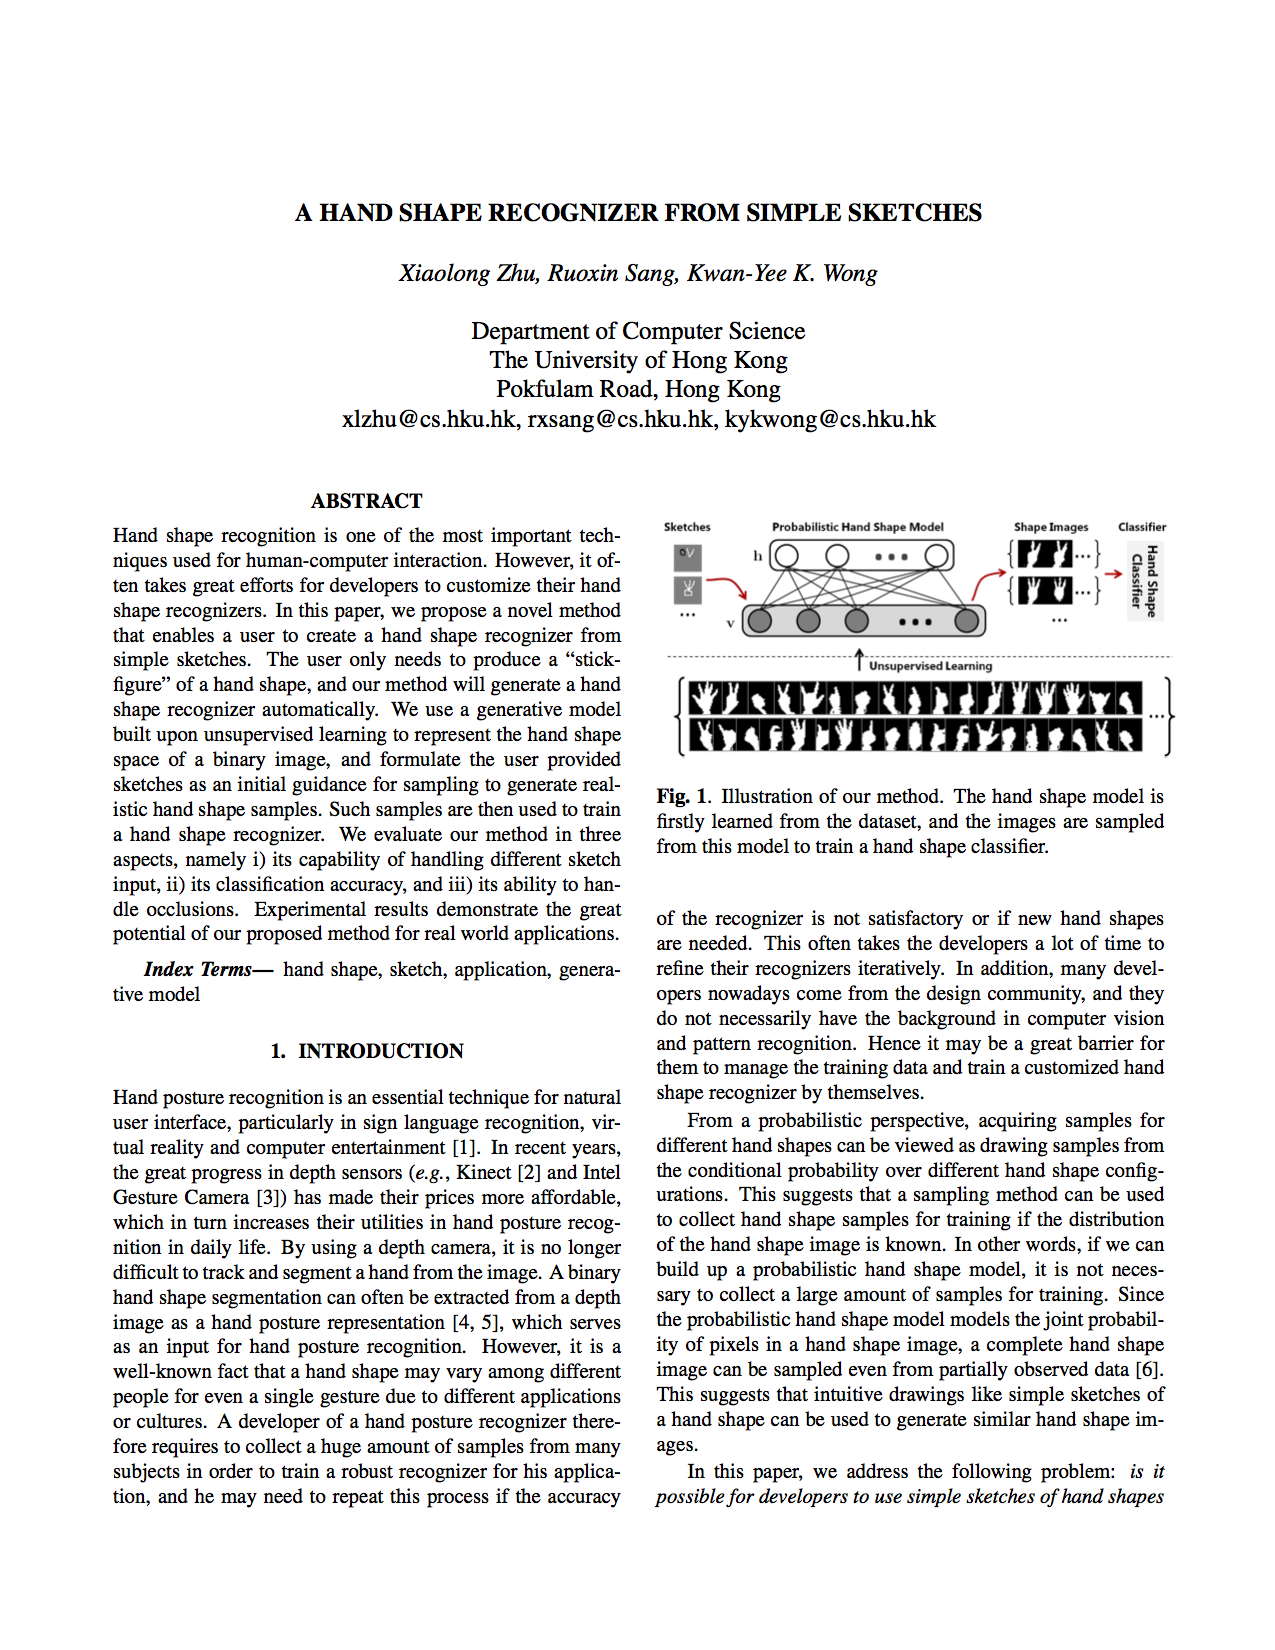 A HAND SHAPE RECOGNIZER FROM SIMPLE SKETCHES
Xiaolong Zhu, Ruoxin Sang, Kwan-Yee K. Wong
Department of Computer Science
The University of Hong Kong
Pokfulam Road, Hong Kong
xlzhu@cs.hku.hk, rxsang@cs.hku.hk, kykwong@cs.hku.hk
ABSTRACT
Hand shape recognition is one of the most important tech-
niques used for human-computer interaction. However, it of-
ten takes great efforts for developers to customize their hand
shape recognizers. In this paper, we propose a novel method
that enables a user to create a hand shape recognizer from
simple sketches. The user only needs to produce a “stick-
figure” of a hand shape, and our method will generate a hand
shape recognizer automatically. We use a generative model
built upon unsupervised learning to represent the hand shape
space of a binary image, and formulate the user provided
sketches as an initial guidance for sampling to generate real-
istic hand shape samples. Such samples are then used to train
a hand shape recognizer. We evaluate our method in three
aspects, namely i) its capability of handling different sketch
input, ii) its classification accuracy, and iii) its ability to han-
dle occlusions. Experimental results demonstrate the great
potential of our proposed method for real world applications.
Index Terms— hand shape, sketch, application, genera-
tive model
1. INTRODUCTION
Hand posture recognition is an essential technique for natural
user interface, particularly in sign language recognition, vir-
tual reality and computer entertainment [1]. In recent years,
the great progress in depth sensors (e.g., Kinect [2] and Intel
Gesture Camera [3]) has made their prices more affordable,
which in turn increases their utilities in hand posture recog-
nition in daily life. By using a depth camera, it is no longer
difficult to track and segment a hand from the image. A binary
hand shape segmentation can often be extracted from a depth
image as a hand posture representation [4, 5], which serves
as an input for hand posture recognition. However, it is a
well-known fact that a hand shape may vary among different
people for even a single gesture due to different applications
or cultures. A developer of a hand posture recognizer there-
fore requires to collect a huge amount of samples from many
subjects in order to train a robust recognizer for his applica-
tion, and he may need to repeat this process if the accuracy
Sketches
Probabilistic Hand Shape Model
Shape Images
Classifier
h
v
Hand Shape
Classifier
Unsupervised Learning
Fig. 1. Illustration of our method. The hand shape model is
firstly learned from the dataset, and the images are sampled
from this model to train a hand shape classifier.
of the recognizer is not satisfactory or if new hand shapes
are needed. This often takes the developers a lot of time to
refine their recognizers iteratively. In addition, many devel-
opers nowadays come from the design community, and they
do not necessarily have the background in computer vision
and pattern recognition. Hence it may be a great barrier for
them to manage the training data and train a customized hand
shape recognizer by themselves.
From a probabilistic perspective, acquiring samples for
different hand shapes can be viewed as drawing samples from
the conditional probability over different hand shape config-
urations. This suggests that a sampling method can be used
to collect hand shape samples for training if the distribution
of the hand shape image is known. In other words, if we can
build up a probabilistic hand shape model, it is not neces-
sary to collect a large amount of samples for training. Since
the probabilistic hand shape model models the joint probabil-
ity of pixels in a hand shape image, a complete hand shape
image can be sampled even from partially observed data [6].
This suggests that intuitive drawings like simple sketches of
a hand shape can be used to generate similar hand shape im-
ages.
In this paper, we address the following problem: is it
possible for developers to use simple sketches of hand shapes